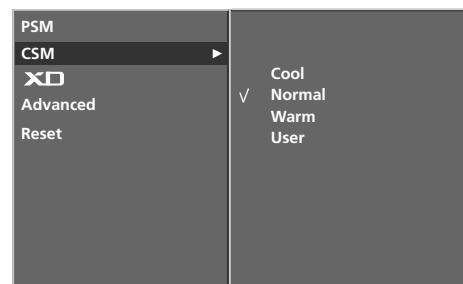 PSM
CSM ►
XD
Advanced
Reset
Cool
√ Normal
Warm
User